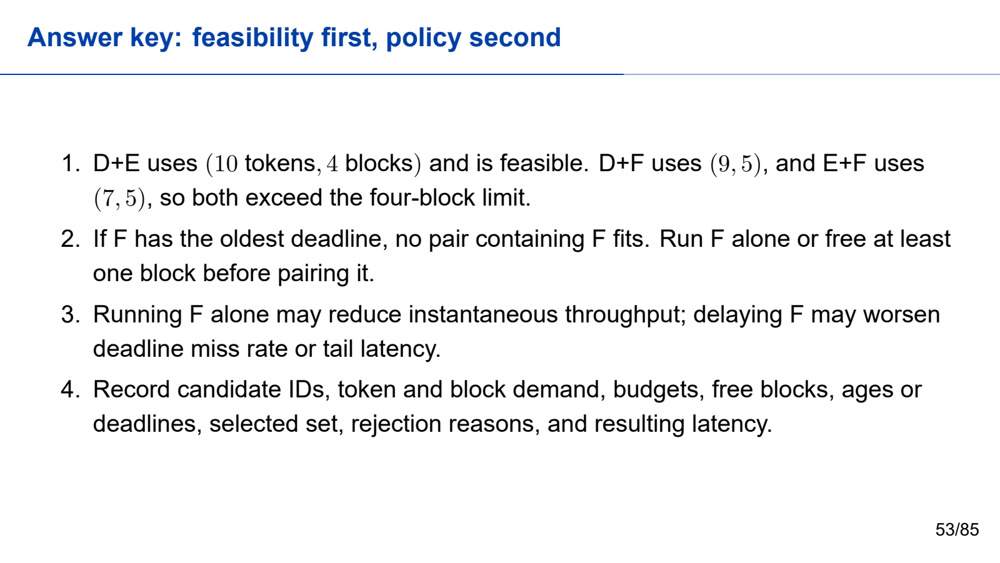 Answer key: feasibility first, policy second
1. D+E uses (10 tokens, 4 blocks) and is feasible. D+F uses (9, 5), and E+F uses
(7, 5), so both exceed the four-block limit.
2. If F has the oldest deadline, no pair containing F fits. Run F alone or free at least
one block before pairing it.
3. Running F alone may reduce instantaneous throughput; delaying F may worsen
deadline miss rate or tail latency.
4. Record candidate IDs, token and block demand, budgets, free blocks, ages or
deadlines, selected set, rejection reasons, and resulting latency.
53/85